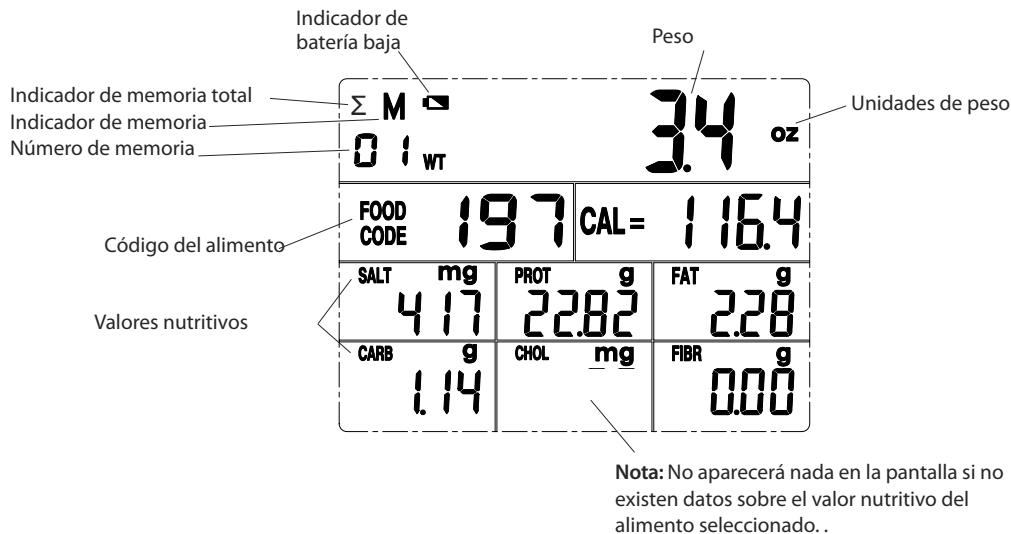 Indicador de
batería baja
Peso
Indicador de memoria total
Indicador de memoria
Número de memoria
Unidades de peso
Σ M
3.4 oz
01 WT
FOOD
CODE
197
CAL = 116.4
Código del alimento
SALT mg
417
PROT g
22.82
FAT g
2.28
Valores nutritivos
CARB g
1.14
CHOL mg
_ _
FIBR g
0.00
Nota: No aparecerá nada en la pantalla si no
existen datos sobre el valor nutritivo del
alimento seleccionado. .